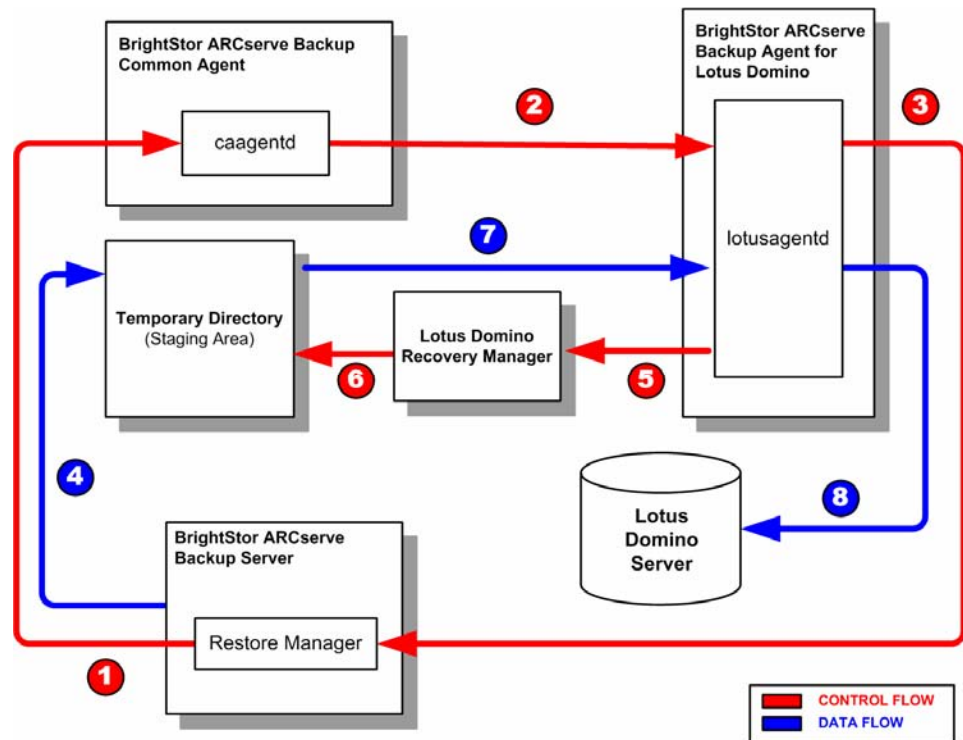 BrightStor ARCserve Backup
Common Agent
caagentd
2
BrightStor ARCserve
Backup Agent for
Lotus Domino
3
lotusagentd
7
Temporary Directory
(Staging Area)
Lotus Domino
Recovery Manager
6
5
4
8
Lotus
Domino
Server
BrightStor ARCserve
Backup Server
Restore Manager
1
CONTROL FLOW
DATA FLOW